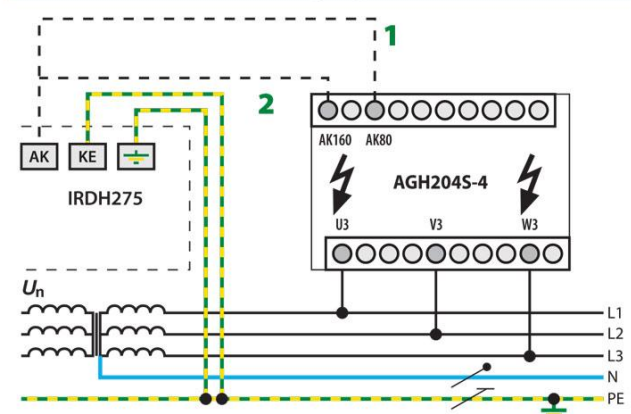 1
2
AK160 AK80
AK KE
AGH204S-4
IRDH275
U3 V3 W3
Un
L1
L2
L3
N
PE